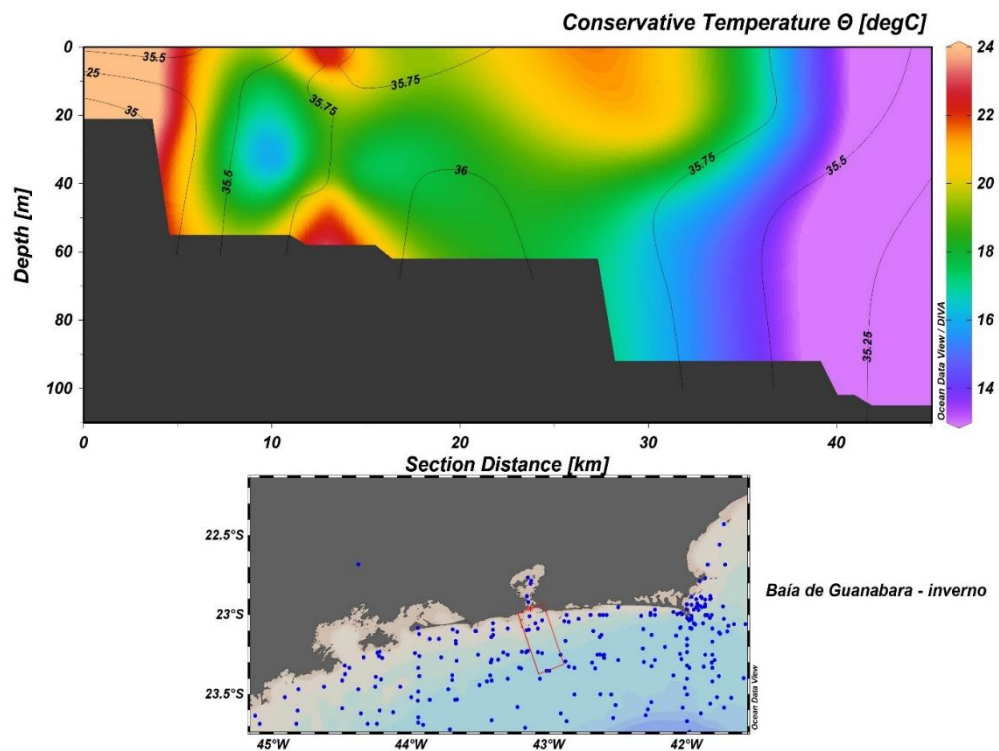 Conservative Temperature Θ [degC]
0
20
40
60
80
100
Depth [m]
35.5
25
35
35.5
35.75
35.75
36
35.75
35.5
35.25
Ocean Data View / DIVA
24
22
20
18
16
14
0
10
20
30
40
Section Distance [km]
22.5°S
23°S
23.5°S
45°W
44°W
43°W
42°W
Ocean Data View
Baía de Guanabara - inverno